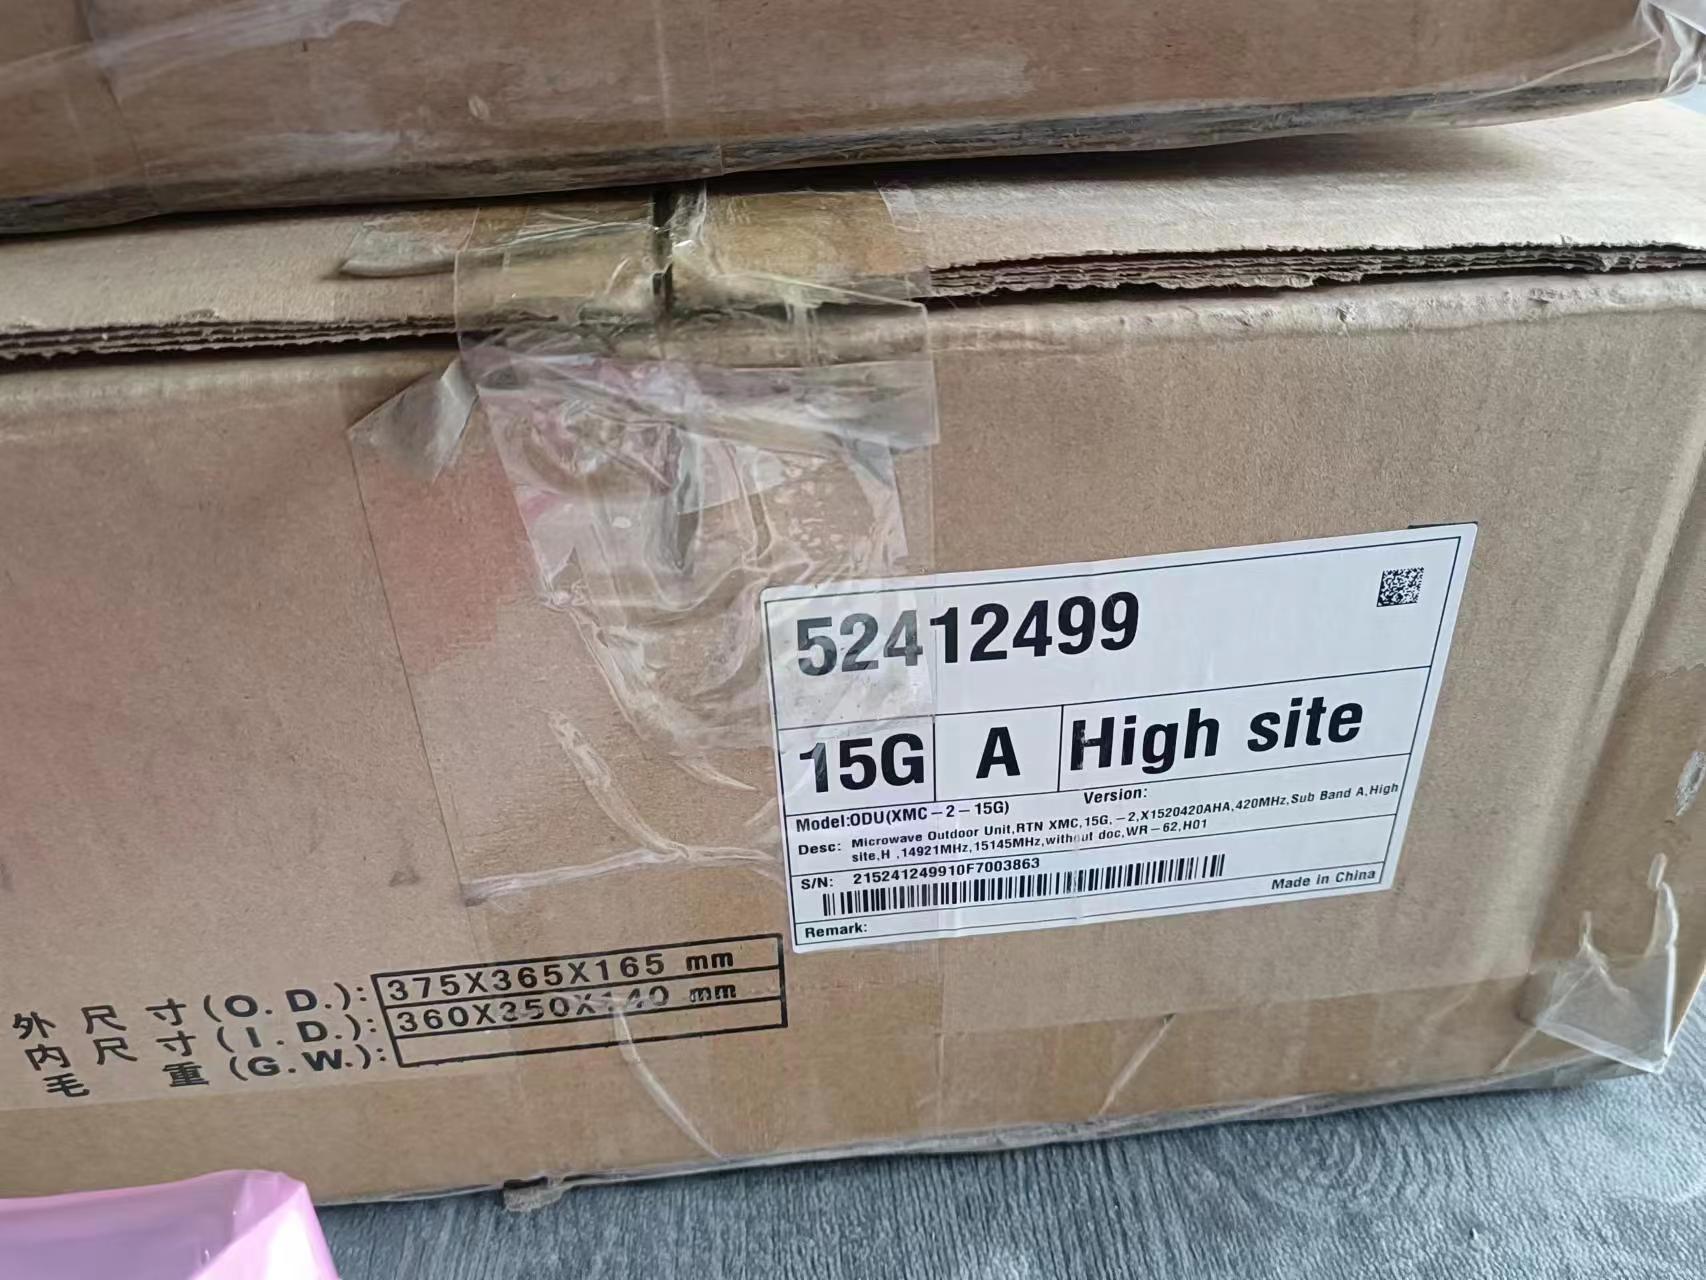 52412499
15G A High site
Model:ODU(XMC-2-15G) Version:
Desc: Microwave Outdoor Unit,RTN XMC,15G,-2,X1520420AHA,420MHz,Sub Band A,High
site,H ,14921MHz,15145MHz,without doc,WR-62,H01
S/N: 215241249910F7003863
Made in China
Remark:
外尺寸(O.D.): 375X365X165 mm
内尺寸(I.D.): 360X350X140 mm
毛重(G.W.):